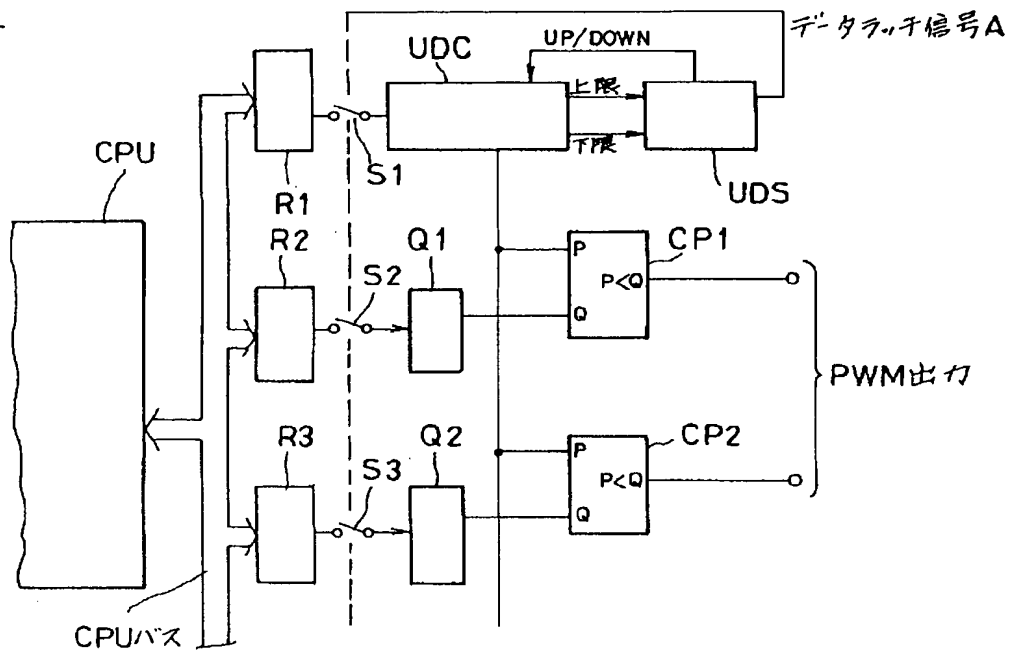 データラッチ信号A
UDC
UP/DOWN
上限
下限
CPU
S1
UDS
R1
R2
S2
Q1
P
P<Q
Q
CP1
PWM出力
R3
S3
Q2
P
P<Q
Q
CP2
CPUバス